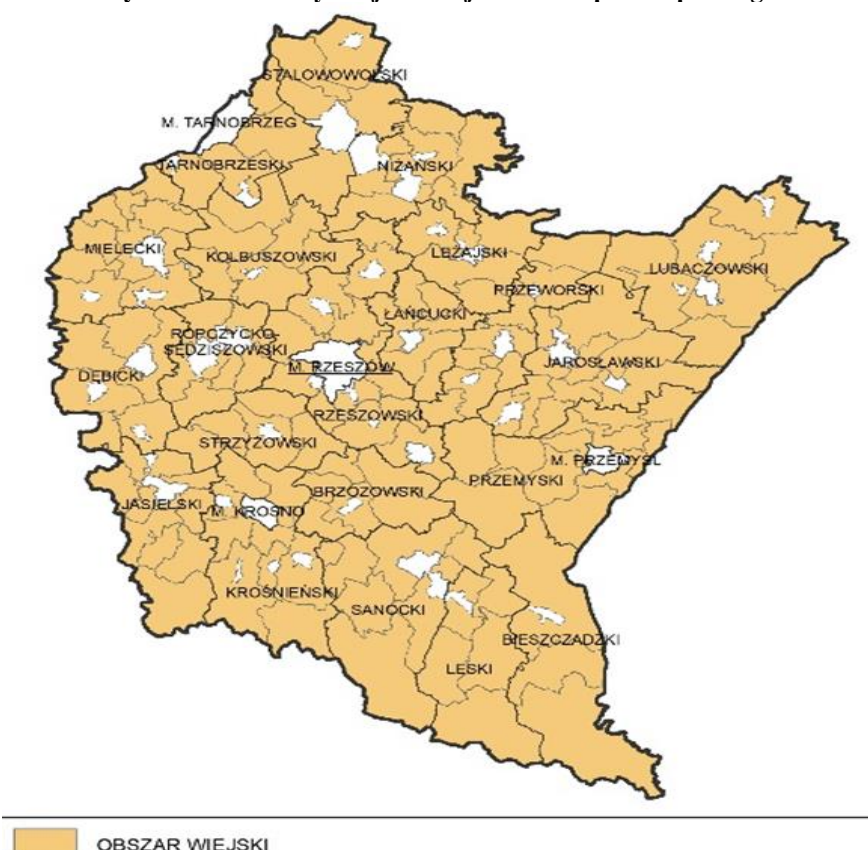 STALOWOWOLSKI
M. TARNOBRZEG
TARNOBRZESKI
NIŻAŃSKI
MIELECKI
KOLBUSZOWSKI
LEŻAJSKI
LUBACZOWSKI
PRZEWORSKI
ŁAŃCUCKI
ROPCZYCKO-
SĘDZISZOWSKI
M. RZESZÓW
JAROSŁAWSKI
DĘBICKI
RZESZOWSKI
STRZYŻOWSKI
M. PRZEMYŚL
PRZEMYSKI
BRZOZOWSKI
JASIELSKI
M. KROSNO
KROŚNIEŃSKI
SANOCKI
BIESZCZADZKI
LESKI
OBSZAR WIEJSKI